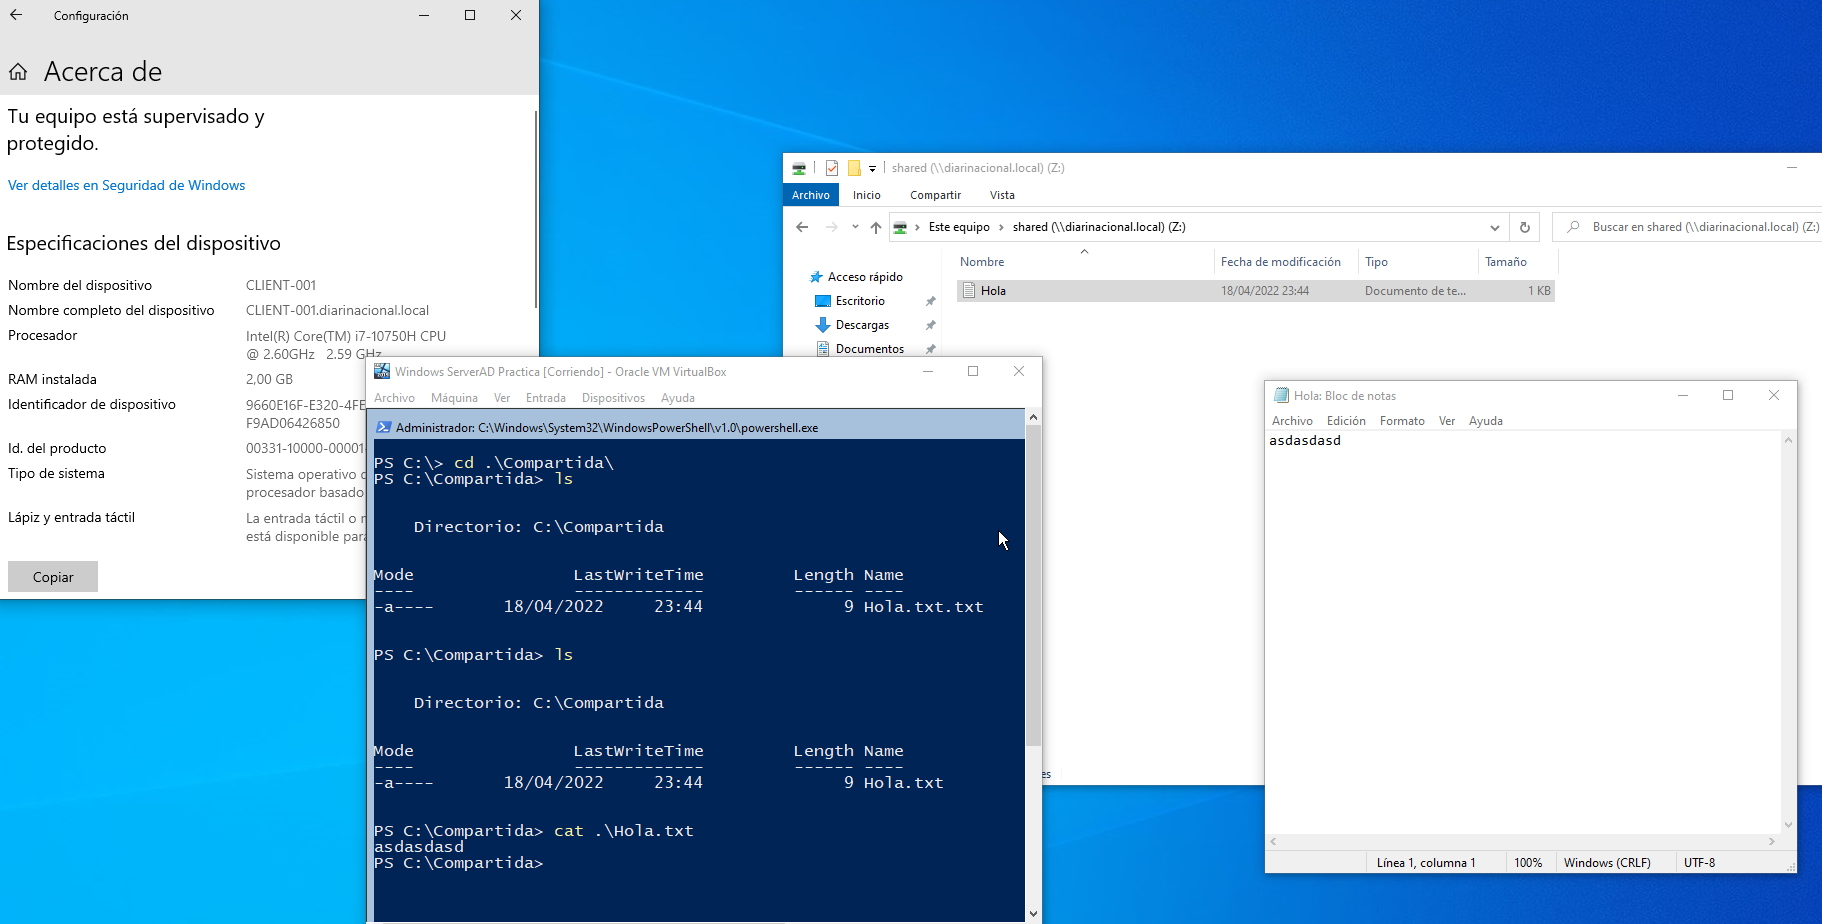 Configuración
Acerca de
Tu equipo está supervisado y
protegido.
Ver detalles en Seguridad de Windows
Especificaciones del dispositivo
Nombre del dispositivo CLIENT-001
Nombre completo del dispositivo CLIENT-001.diarinacional.local
Procesador Intel(R) Core(TM) i7-10750H CPU
@ 2.60GHz 2.59 GHz
RAM instalada 2,00 GB
Identificador de dispositivo 9660E16F-E320-4FE
F9AD06426850
Id. del producto 00331-10000-00001
Tipo de sistema Sistema operativo
procesador basado
Lápiz y entrada táctil La entrada táctil o
está disponible para
Copiar
shared (\\diarinacional.local) (Z:)
Archivo Inicio Compartir Vista
Este equipo shared (\\diarinacional.local) (Z:) Buscar en shared (\\diarinacional.local) (Z:)
Nombre Fecha de modificación Tipo Tamaño
Hola 18/04/2022 23:44 Documento de te... 1 KB
Acceso rápido
Escritorio
Descargas
Documentos
es
Windows ServerAD Practica [Corriendo] - Oracle VM VirtualBox
Archivo Máquina Ver Entrada Dispositivos Ayuda
Administrador: C:\Windows\System32\WindowsPowerShell\v1.0\powershell.exe
PS C:\> cd .\Compartida\
PS C:\Compartida> ls
Directorio: C:\Compartida
Mode LastWriteTime Length Name
---- ------------- ------ ----
-a---- 18/04/2022 23:44 9 Hola.txt.txt
PS C:\Compartida> ls
Directorio: C:\Compartida
Mode LastWriteTime Length Name
---- ------------- ------ ----
-a---- 18/04/2022 23:44 9 Hola.txt
PS C:\Compartida> cat .\Hola.txt
asdasdasd
PS C:\Compartida>
Hola: Bloc de notas
Archivo Edición Formato Ver Ayuda
asdasdasd
Línea 1, columna 1 100% Windows (CRLF) UTF-8